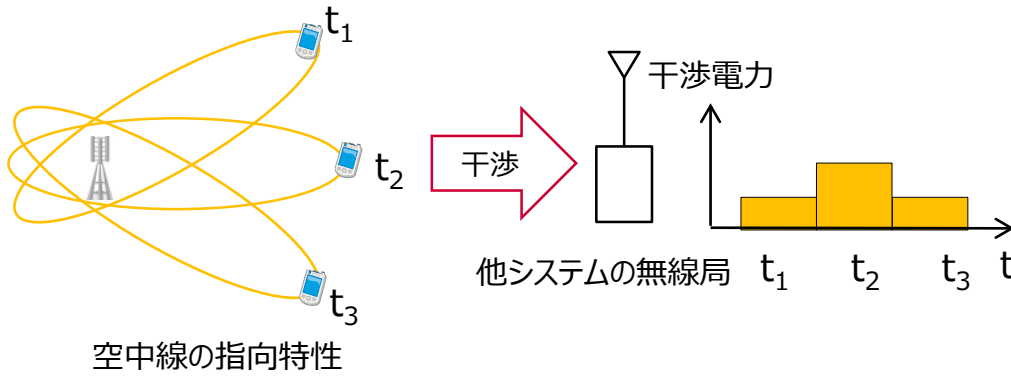 t1
t2
t3
空中線の指向特性
干渉
干渉電力
他システムの無線局
t1 t2 t3 t